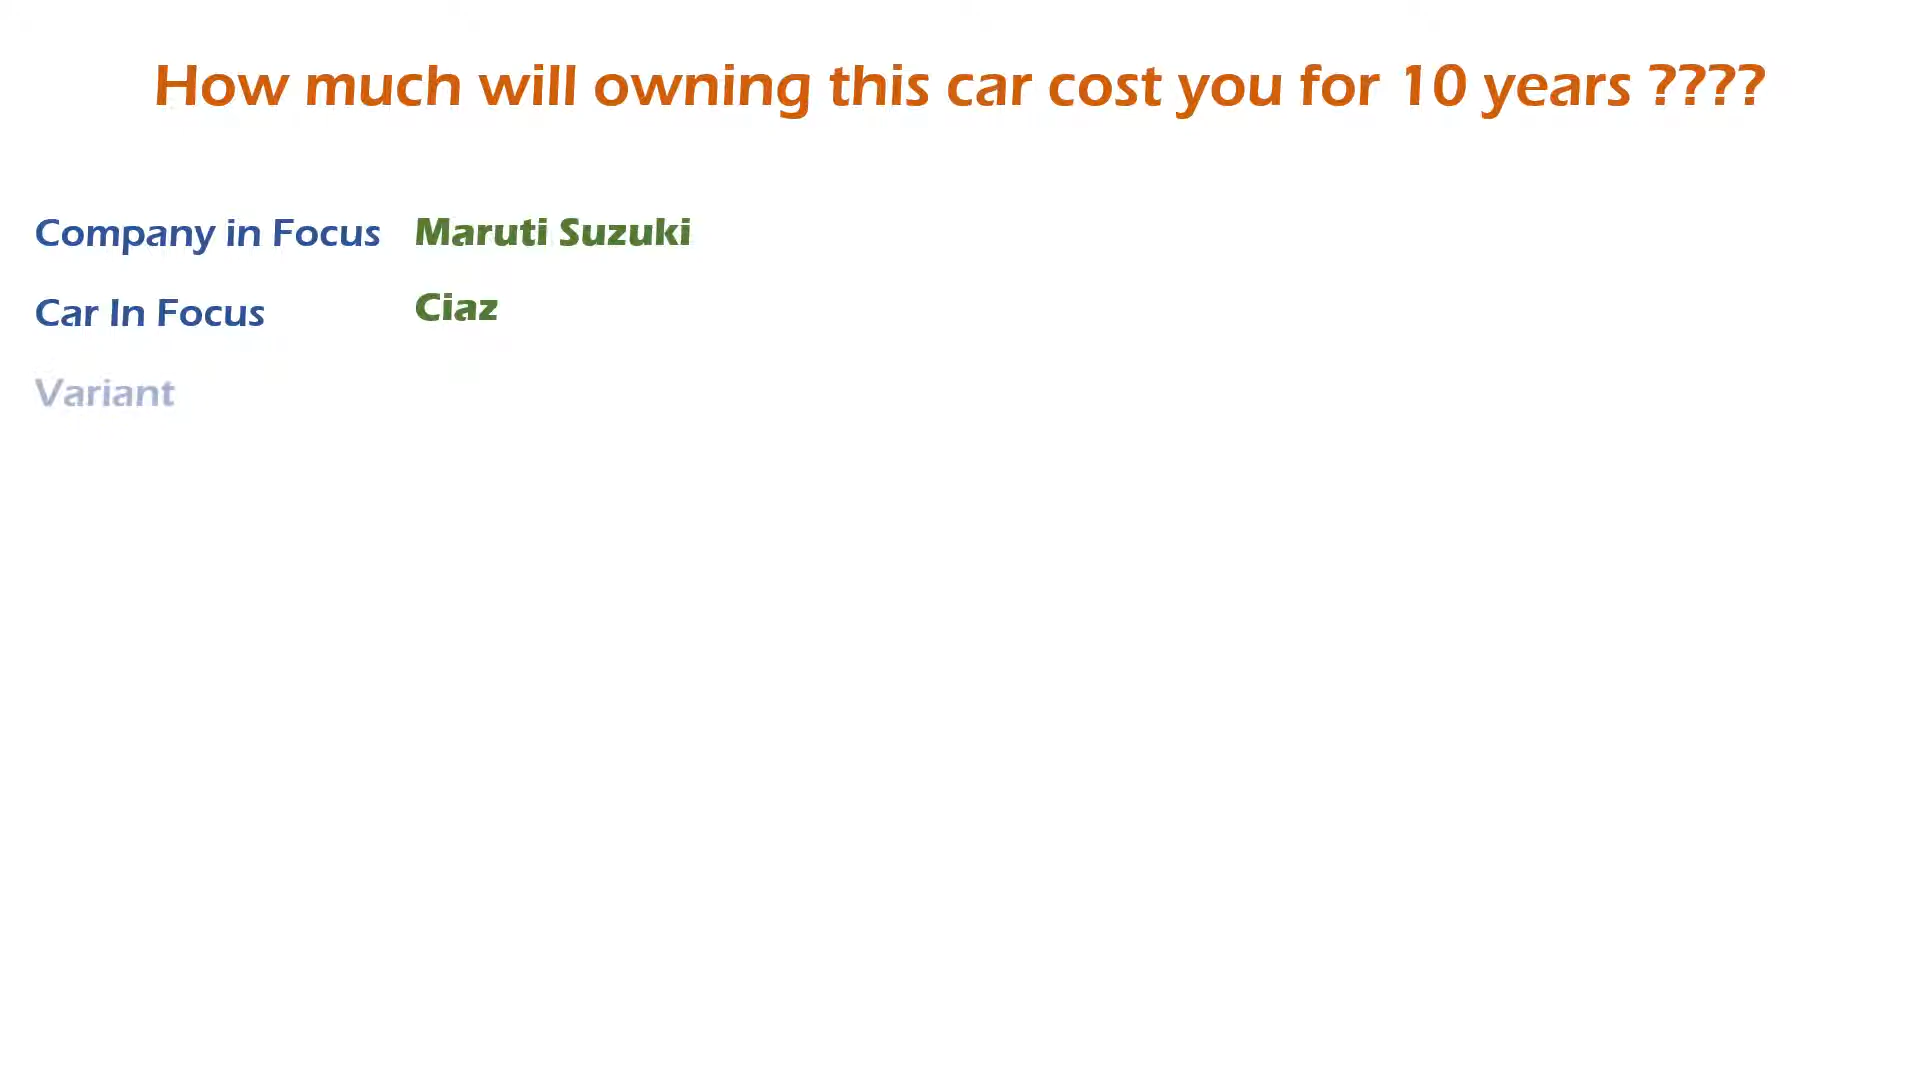 How much will owning this car cost you for 10 years ????
Company in Focus Maruti Suzuki
Car In Focus Ciaz
Variant